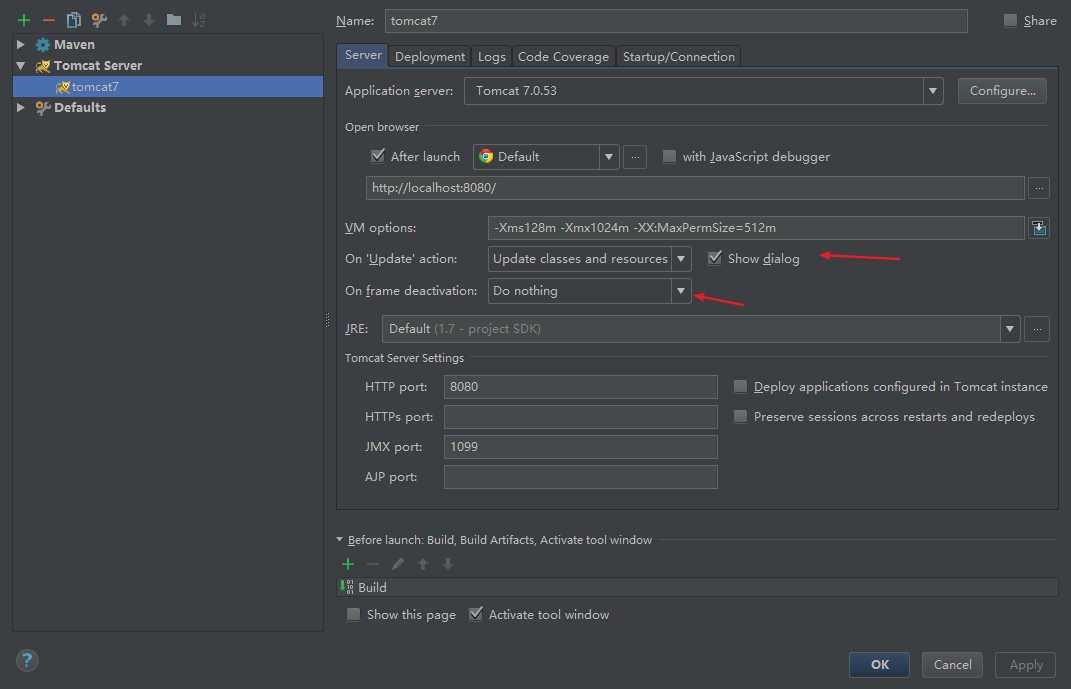 Name: tomcat7 Share
Maven
Tomcat Server
tomcat7
Defaults
Server Deployment Logs Code Coverage Startup/Connection
Application server: Tomcat 7.0.53 Configure...
Open browser
After launch Default ... with JavaScript debugger
http://localhost:8080/ ...
VM options: -Xms128m -Xmx1024m -XX:MaxPermSize=512m
On 'Update' action: Update classes and resources Show dialog
On frame deactivation: Do nothing
JRE: Default (1.7 - project SDK) ...
Tomcat Server Settings
HTTP port: 8080 Deploy applications configured in Tomcat instance
HTTPs port: Preserve sessions across restarts and redeploys
JMX port: 1099
AJP port:
Before launch: Build, Build Artifacts, Activate tool window
Build
Show this page Activate tool window
? OK Cancel Apply